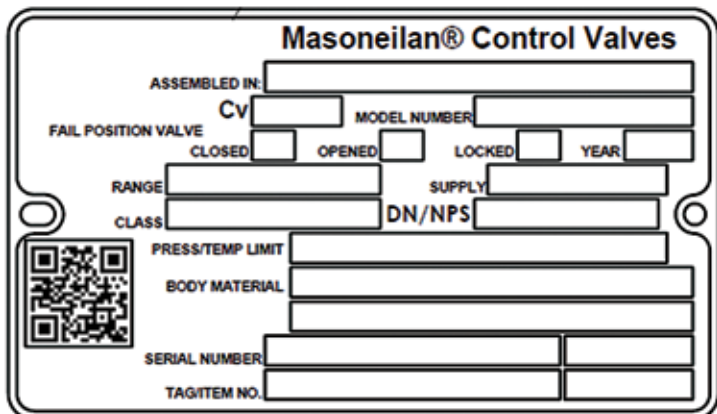 Masoneilan® Control Valves
ASSEMBLED IN:
Cv MODEL NUMBER
FAIL POSITION VALVE
CLOSED OPENED LOCKED YEAR
RANGE SUPPLY
CLASS DN/NPS
PRESS/TEMP LIMIT
BODY MATERIAL
SERIAL NUMBER
TAG/ITEM NO.